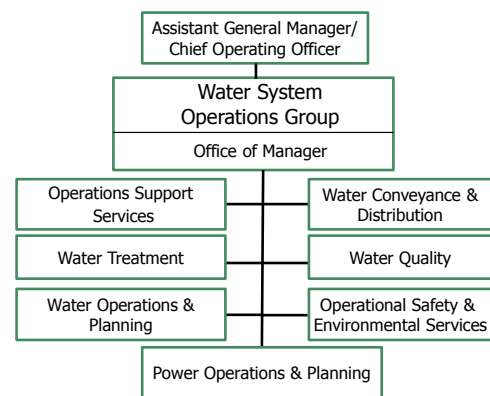 Assistant General Manager/
Chief Operating Officer
Water System
Operations Group
Office of Manager
Operations Support
Services
Water Conveyance &
Distribution
Water Treatment
Water Quality
Water Operations &
Planning
Operational Safety &
Environmental Services
Power Operations & Planning